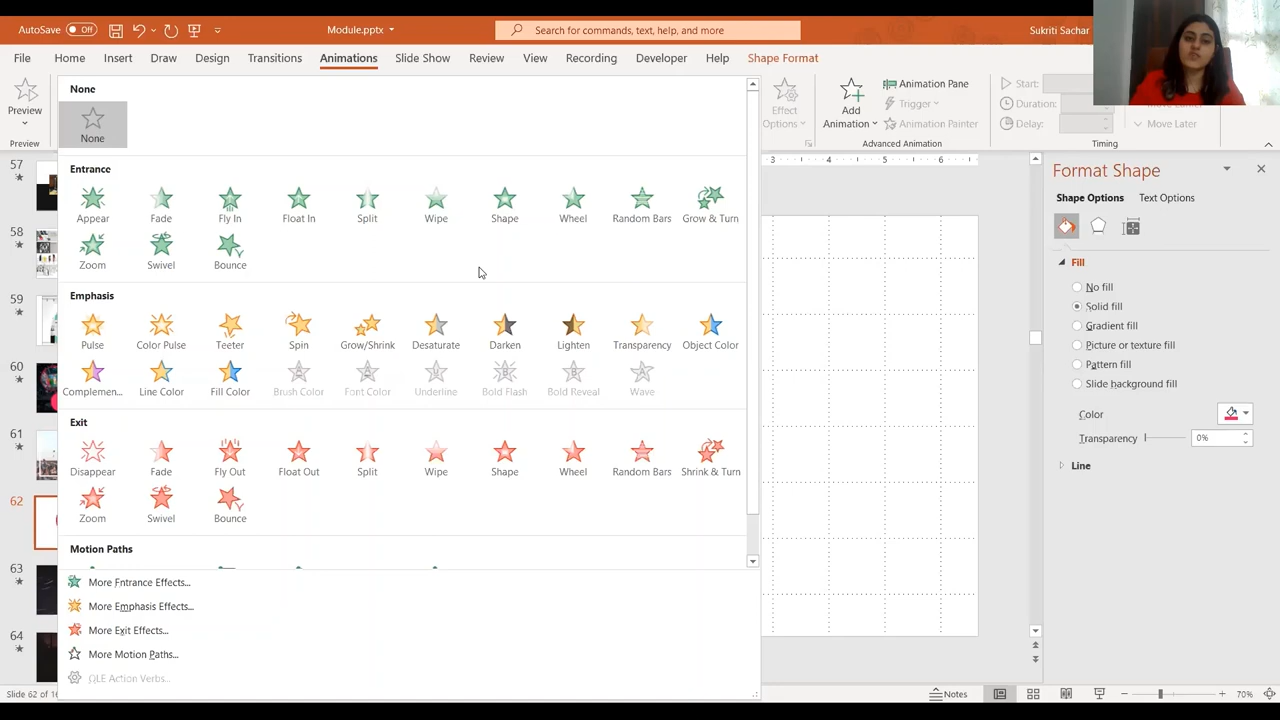 AutoSave Off
Module.pptx
Search for commands, text, help, and more
Sukriti Sachar
File Home Insert Draw Design Transitions Animations Slide Show Review View Recording Developer Help Shape Format
Preview
Preview
None
None
Entrance
Appear Fade Fly In Float In Split Wipe Shape Wheel Random Bars Grow & Turn
Zoom Swivel Bounce
Emphasis
Pulse Color Pulse Teeter Spin Grow/Shrink Desaturate Darken Lighten Transparency Object Color
Complemen... Line Color Fill Color Brush Color Font Color Underline Bold Flash Bold Reveal Wave
Exit
Disappear Fade Fly Out Float Out Split Wipe Shape Wheel Random Bars Shrink & Turn
Zoom Swivel Bounce
Motion Paths
More Entrance Effects...
More Emphasis Effects...
More Exit Effects...
More Motion Paths...
OLE Action Verbs...
Effect
Options
Add
Animation
Animation Pane
Trigger
Animation Painter
Advanced Animation
Start:
Duration:
Delay:
Move Earlier
Move Later
Timing
3 4 5 6
57
58
59
60
61
62
63
64
Format Shape
Shape Options Text Options
Fill
No fill
Solid fill
Gradient fill
Picture or texture fill
Pattern fill
Slide background fill
Color
Transparency 0%
Line
Slide 62 of 16
Notes
70%